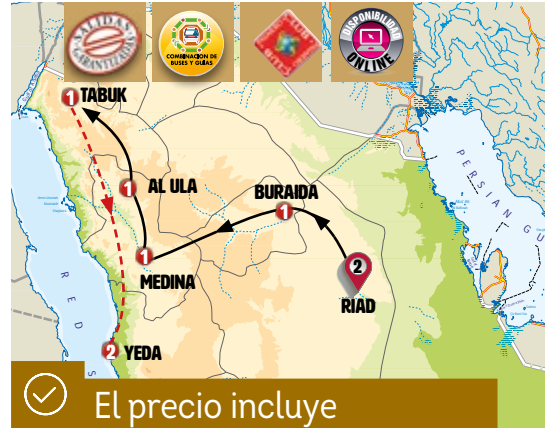 SALIDAS
GARANTIZADAS
COMBINACIÓN DE
BUSES Y GUÍAS
DISPONIBILIDAD
ONLINE
1
TABUK
1
AL ULA
BURAIDA
1
1
MEDINA
2
RIAD
2
YEDA
RED S
PERSIAN GU
El precio incluye